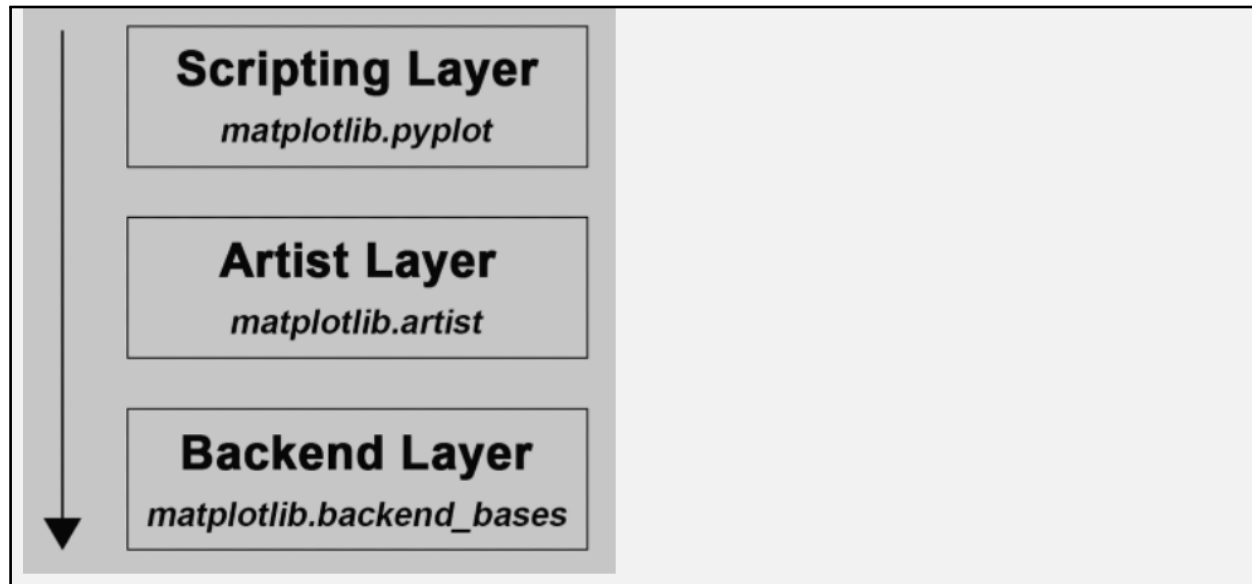 Scripting Layer
matplotlib.pyplot
Artist Layer
matplotlib.artist
Backend Layer
matplotlib.backend_bases